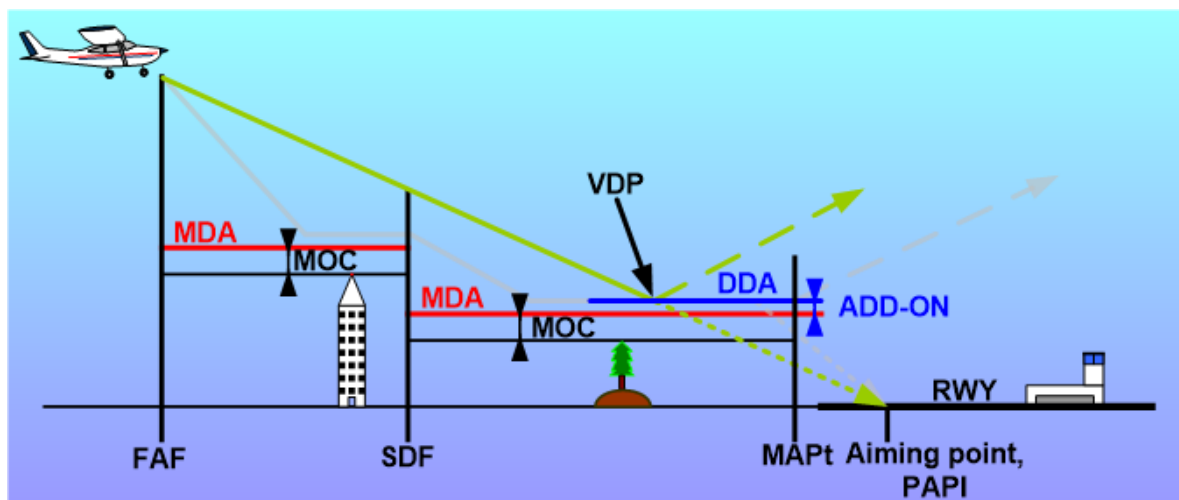 VDP
MDA
MOC
DDA
MDA
ADD-ON
MOC
RWY
FAF
SDF
MAPt
Aiming point,
PAPI